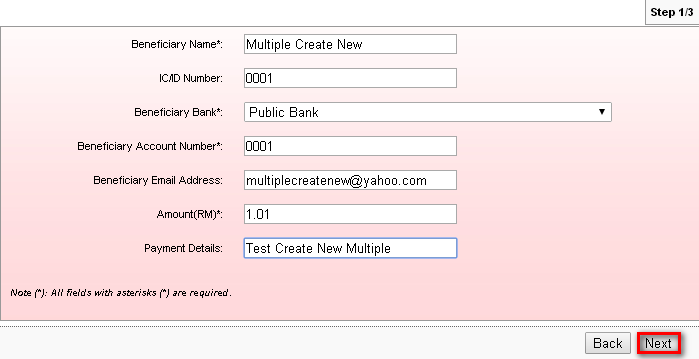 Step 1/3
Beneficiary Name*: Multiple Create New
IC/ID Number: 0001
Beneficiary Bank*: Public Bank
Beneficiary Account Number*: 0001
Beneficiary Email Address: multiplecreatenew@yahoo.com
Amount(RM)*: 1.01
Payment Details: Test Create New Multiple
Note (*): All fields with asterisks (*) are required.
Back Next